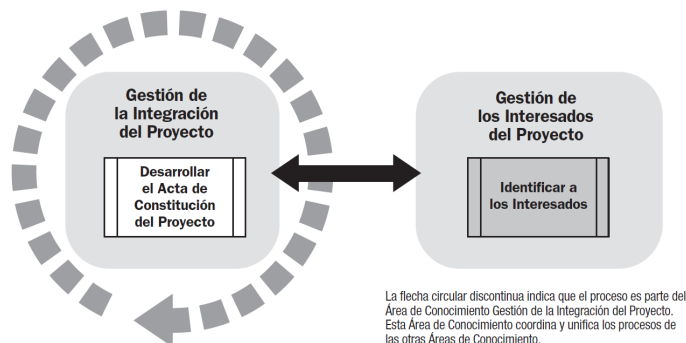 Gestión de
la Integración
del Proyecto
Desarrollar
el Acta de
Constitución
del Proyecto
Gestión de
los Interesados
del Proyecto
Identificar a
los Interesados
La flecha circular discontinua indica que el proceso es parte del
Área de Conocimiento Gestión de la Integración del Proyecto.
Esta Área de Conocimiento coordina y unifica los procesos de
las otras Áreas de Conocimiento.